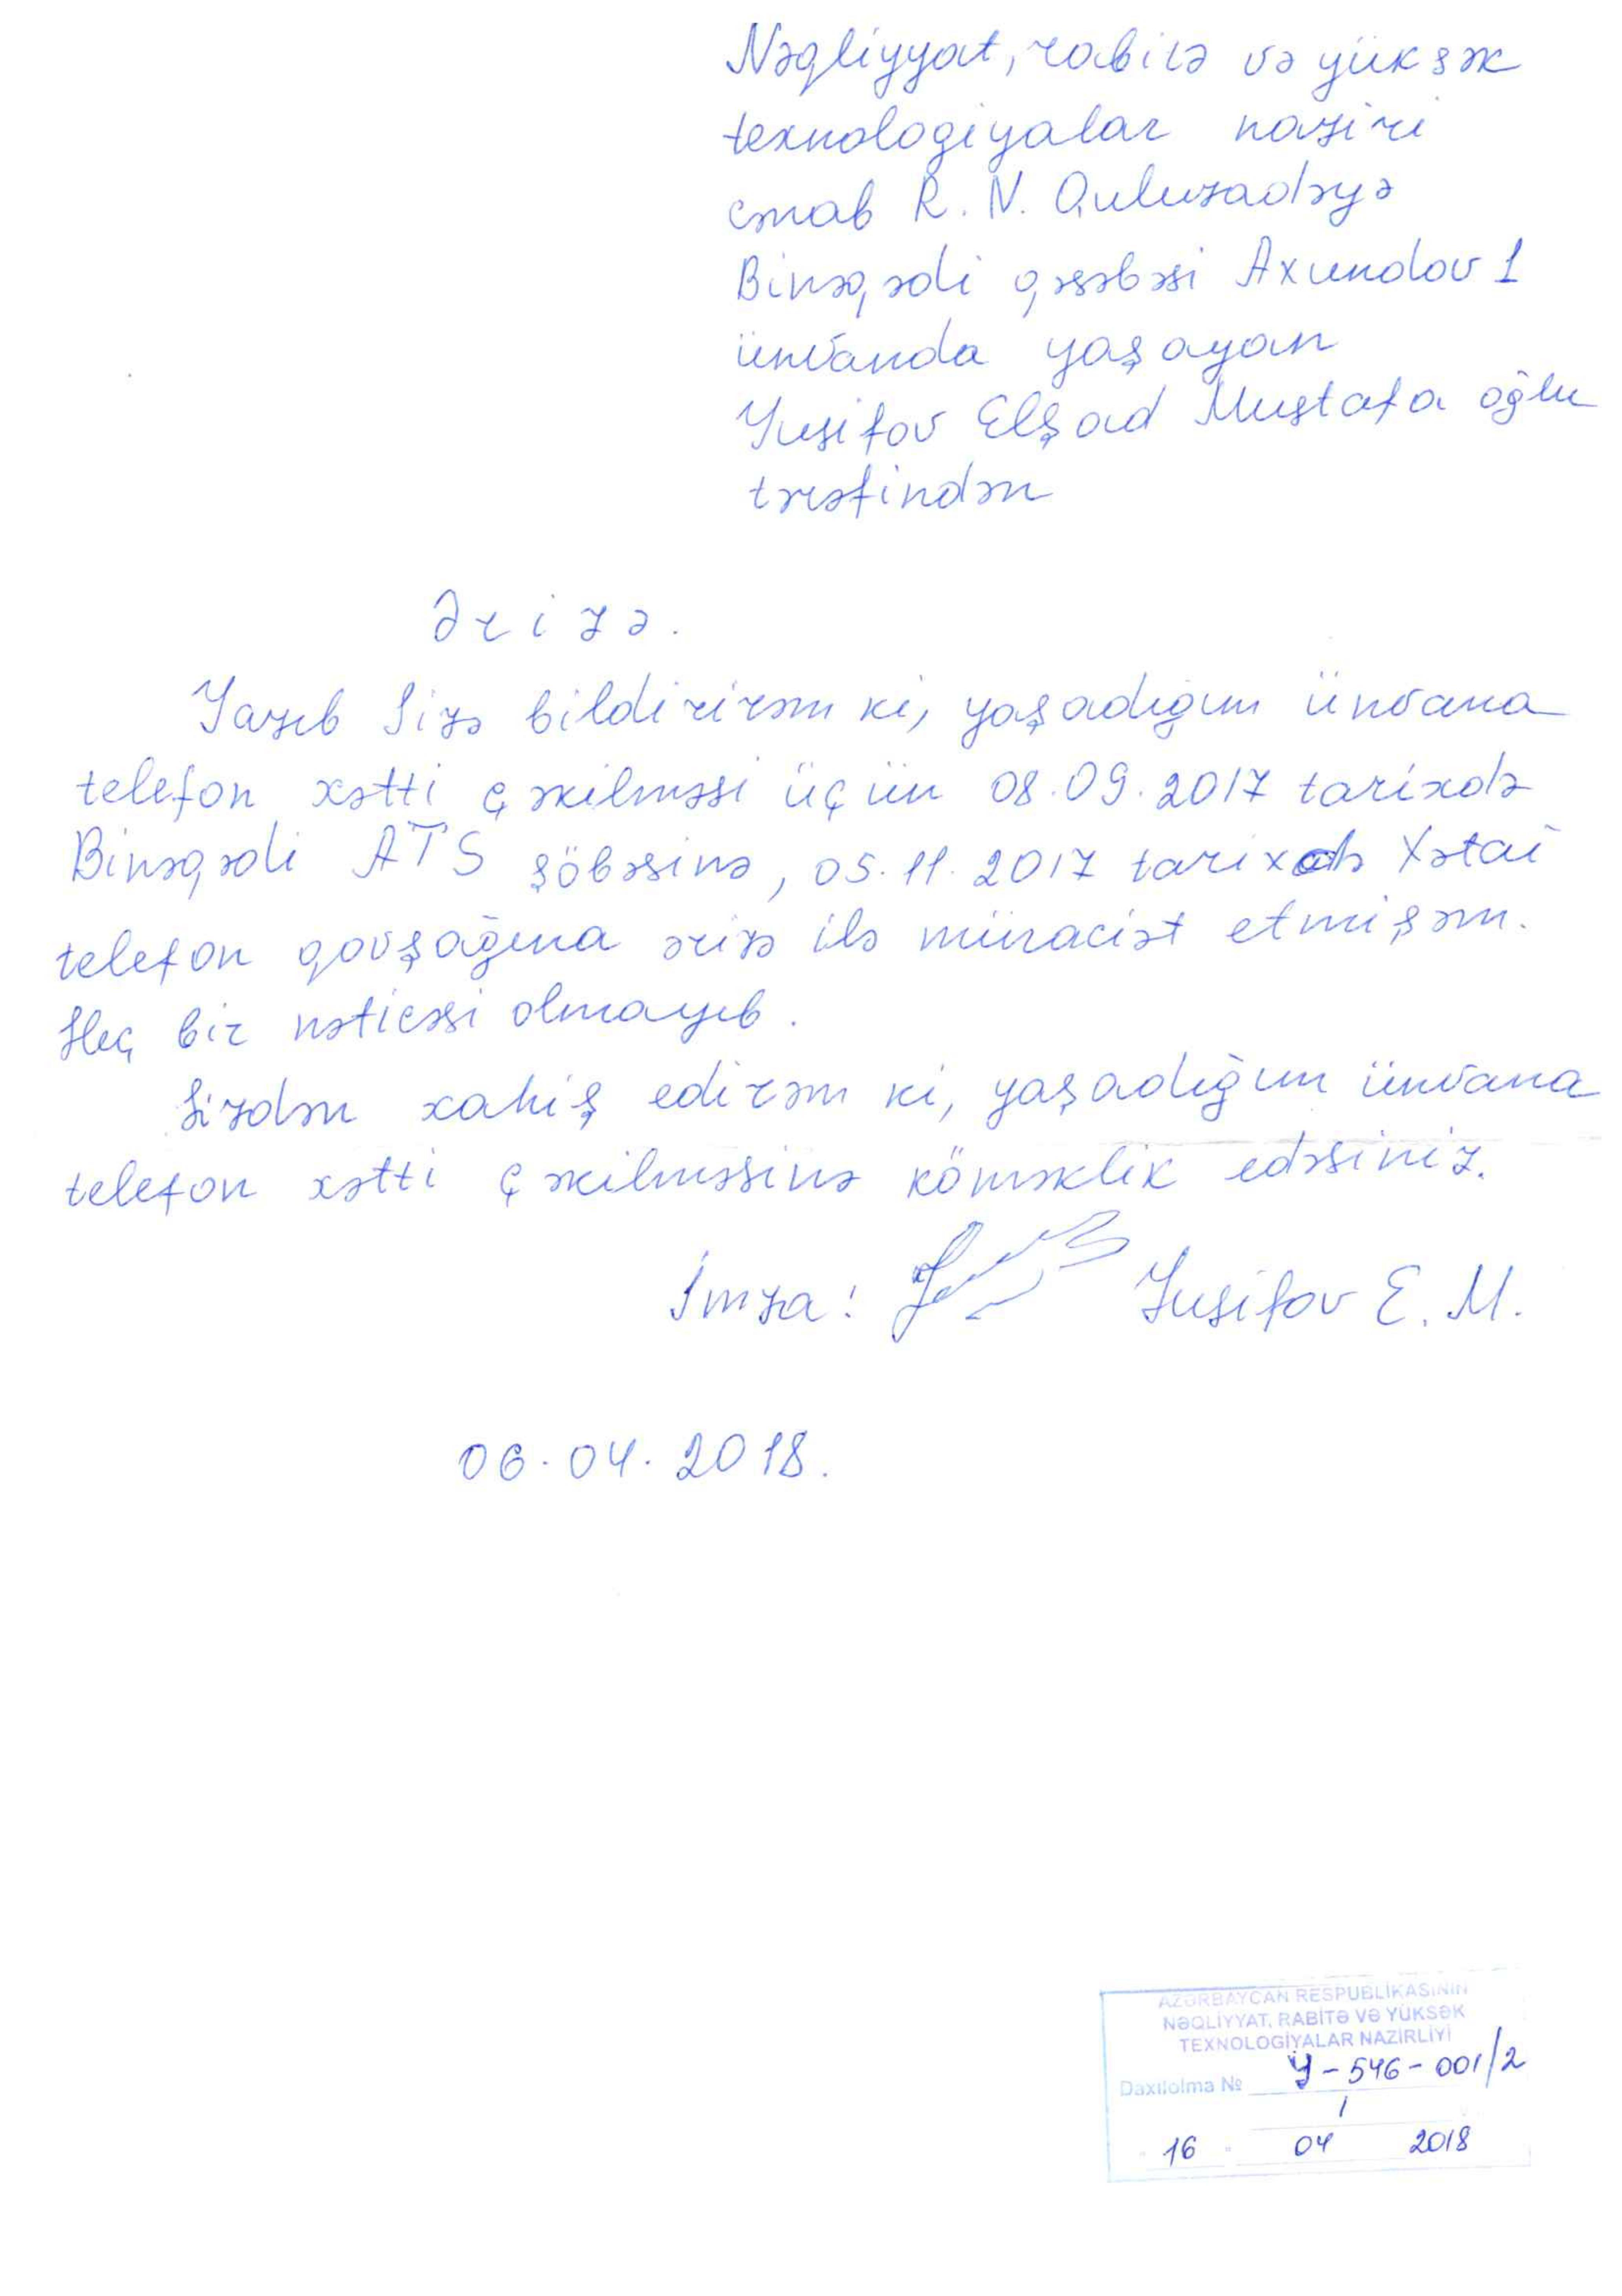 Nəqliyyat, rabitə və yüksək
texnologiyalar naziri
cənab R. N. Quluzadəyə
Binəqədi qəsəbəsi Axundov 1
ünvanda yaşayan
Yusifov Elşad Mustafa oğlu
tərəfindən
Ərizə.
Yazıb Sizə bildirirəm ki, yaşadığım ünvana
telefon xətti çəkilməsi üçün 08.09.2017 tarixdə
Binəqədi ATS şöbəsinə, 05.11.2017 tarixdə Xətai
telefon qovşağına ərizə ilə müraciət etmişəm.
Heç bir nəticəsi olmayıb.
Sizdən xahiş edirəm ki, yaşadığım ünvana
telefon xətti çəkilməsinə köməklik edəsiniz.
İmza: Yusifov E. M.
06.04.2018.
AZƏRBAYCAN RESPUBLİKASININ
NƏQLİYYAT, RABİTƏ VƏ YÜKSƏK
TEXNOLOGİYALAR NAZİRLİYİ
Daxilolma № Y-546-001/2
/
16 04 2018